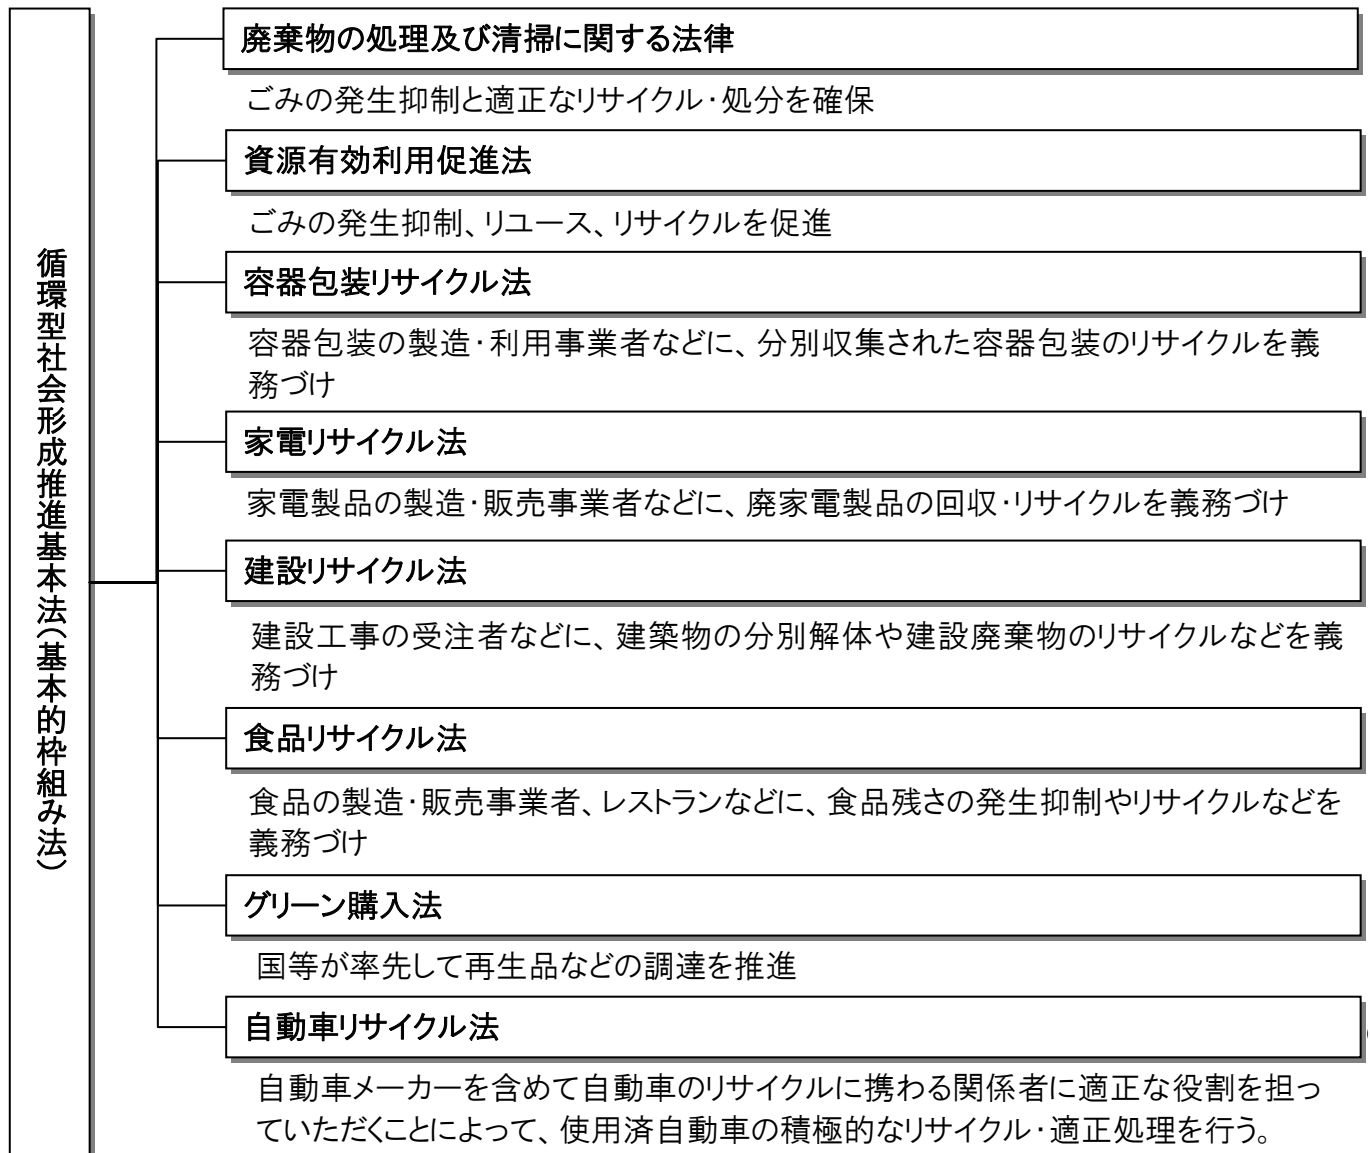 循環型社会形成推進基本法(基本的枠組み法)
廃棄物の処理及び清掃に関する法律
ごみの発生抑制と適正なリサイクル・処分を確保
資源有効利用促進法
ごみの発生抑制、リユース、リサイクルを促進
容器包装リサイクル法
容器包装の製造・利用事業者などに、分別収集された容器包装のリサイクルを義
務づけ
家電リサイクル法
家電製品の製造・販売事業者などに、廃家電製品の回収・リサイクルを義務づけ
建設リサイクル法
建設工事の受注者などに、建築物の分別解体や建設廃棄物のリサイクルなどを義
務づけ
食品リサイクル法
食品の製造・販売事業者、レストランなどに、食品残さの発生抑制やリサイクルなどを
義務づけ
グリーン購入法
国等が率先して再生品などの調達を推進
自動車リサイクル法
自動車メーカーを含めて自動車のリサイクルに携わる関係者に適正な役割を担っ
ていただくことによって、使用済自動車の積極的なリサイクル・適正処理を行う。